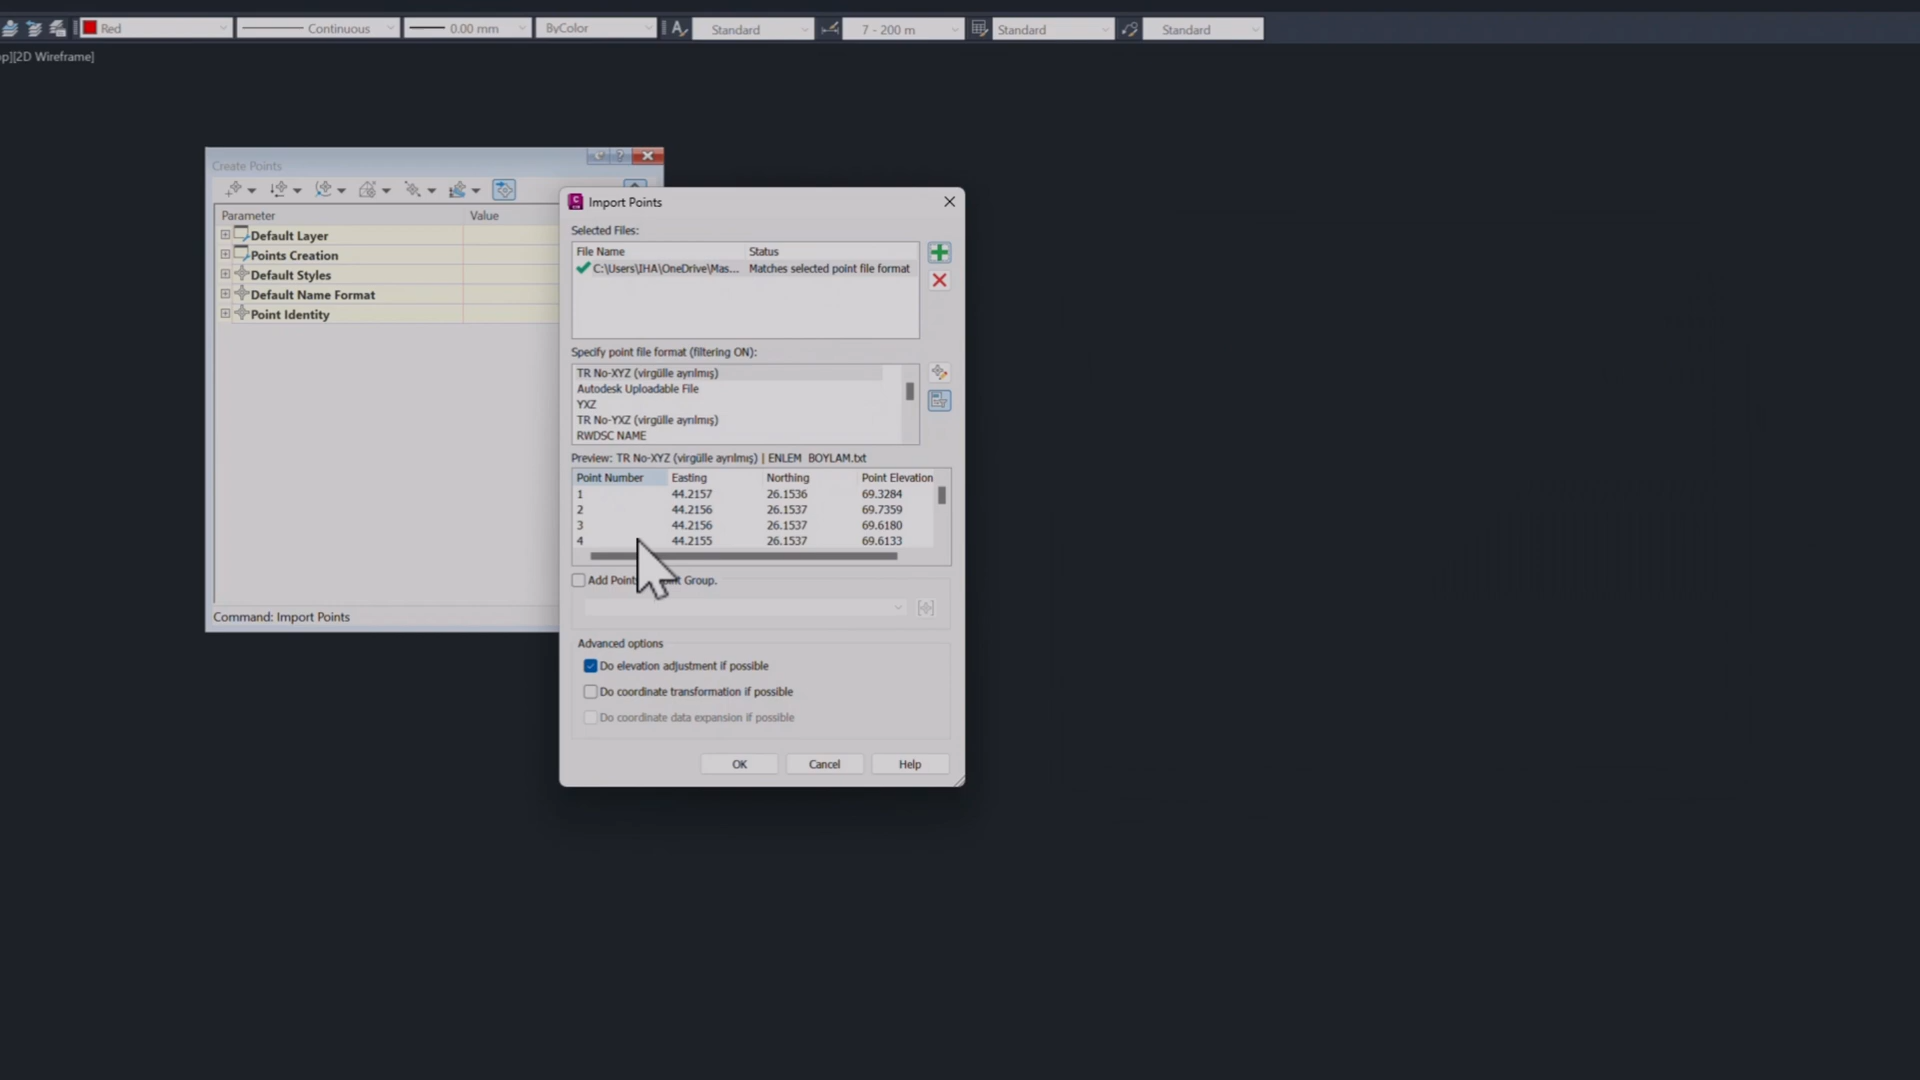 Red
Continuous
0.00 mm
ByColor
Standard
7 - 200 m
Standard
Standard
][2D Wireframe]
Create Points
Parameter Value
Default Layer
Points Creation
Default Styles
Default Name Format
Point Identity
Command: Import Points
Import Points
Selected Files:
File Name Status
C:\Users\IHA\OneDrive\Mas... Matches selected point file format
Specify point file format (filtering ON):
TR No-XYZ (virgülle ayrılmış)
Autodesk Uploadable File
YXZ
TR No-YXZ (virgülle ayrılmış)
RWDSC NAME
Preview: TR No-XYZ (virgülle ayrılmış) | ENLEM BOYLAM.txt
Point Number Easting Northing Point Elevation
1 44.2157 26.1536 69.3284
2 44.2156 26.1537 69.7359
3 44.2156 26.1537 69.6180
4 44.2155 26.1537 69.6133
Add Point Group.
Advanced options
Do elevation adjustment if possible
Do coordinate transformation if possible
Do coordinate data expansion if possible
OK Cancel Help